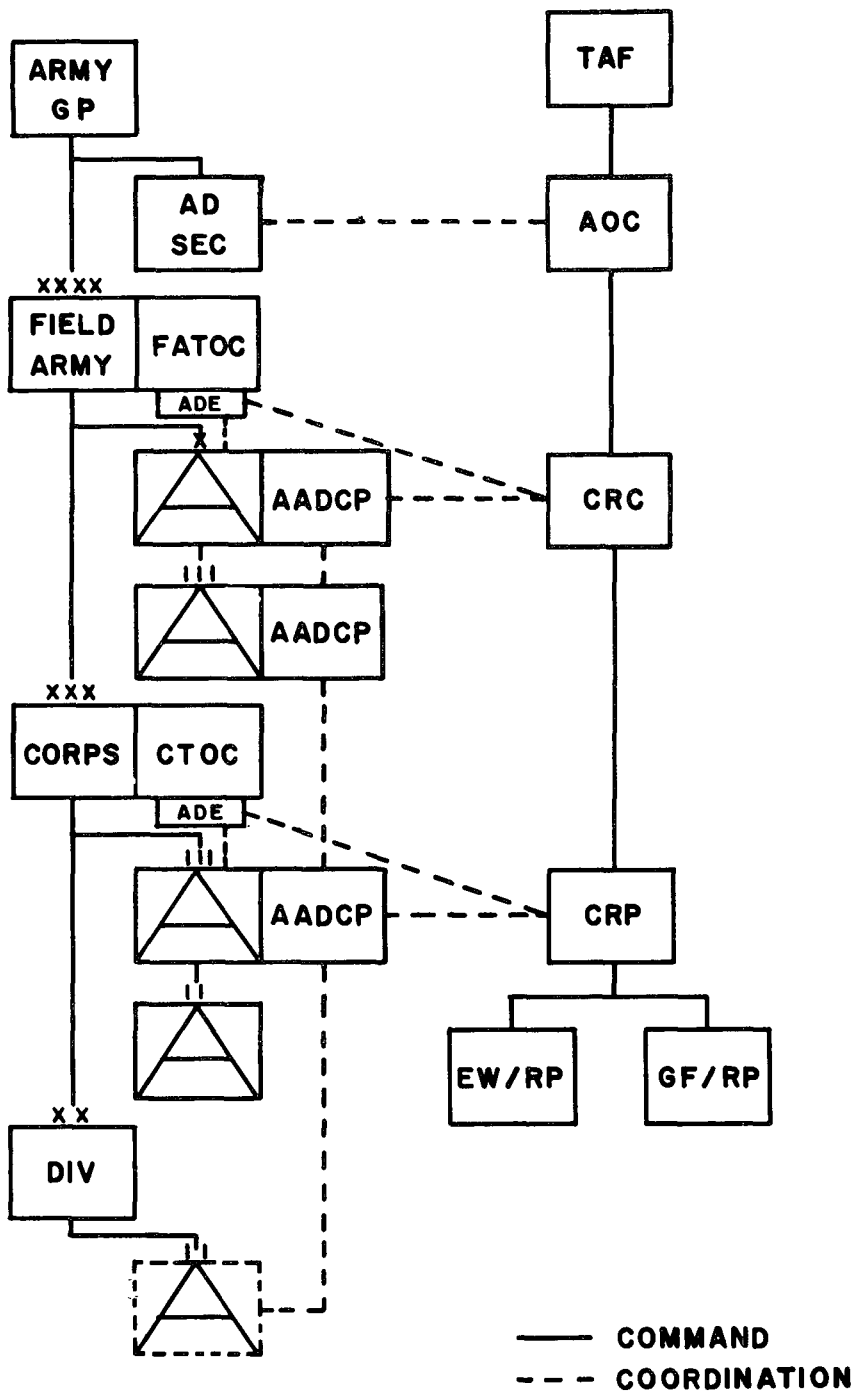 ARMY
GP
TAF
AD
SEC
AOC
XXXX
FIELD
ARMY
FATOC
ADE
X
AADCP
CRC
III
AADCP
XXX
CORPS
CTOC
ADE
III
AADCP
CRP
II
EW/RP
GF/RP
XX
DIV
II
COMMAND
COORDINATION